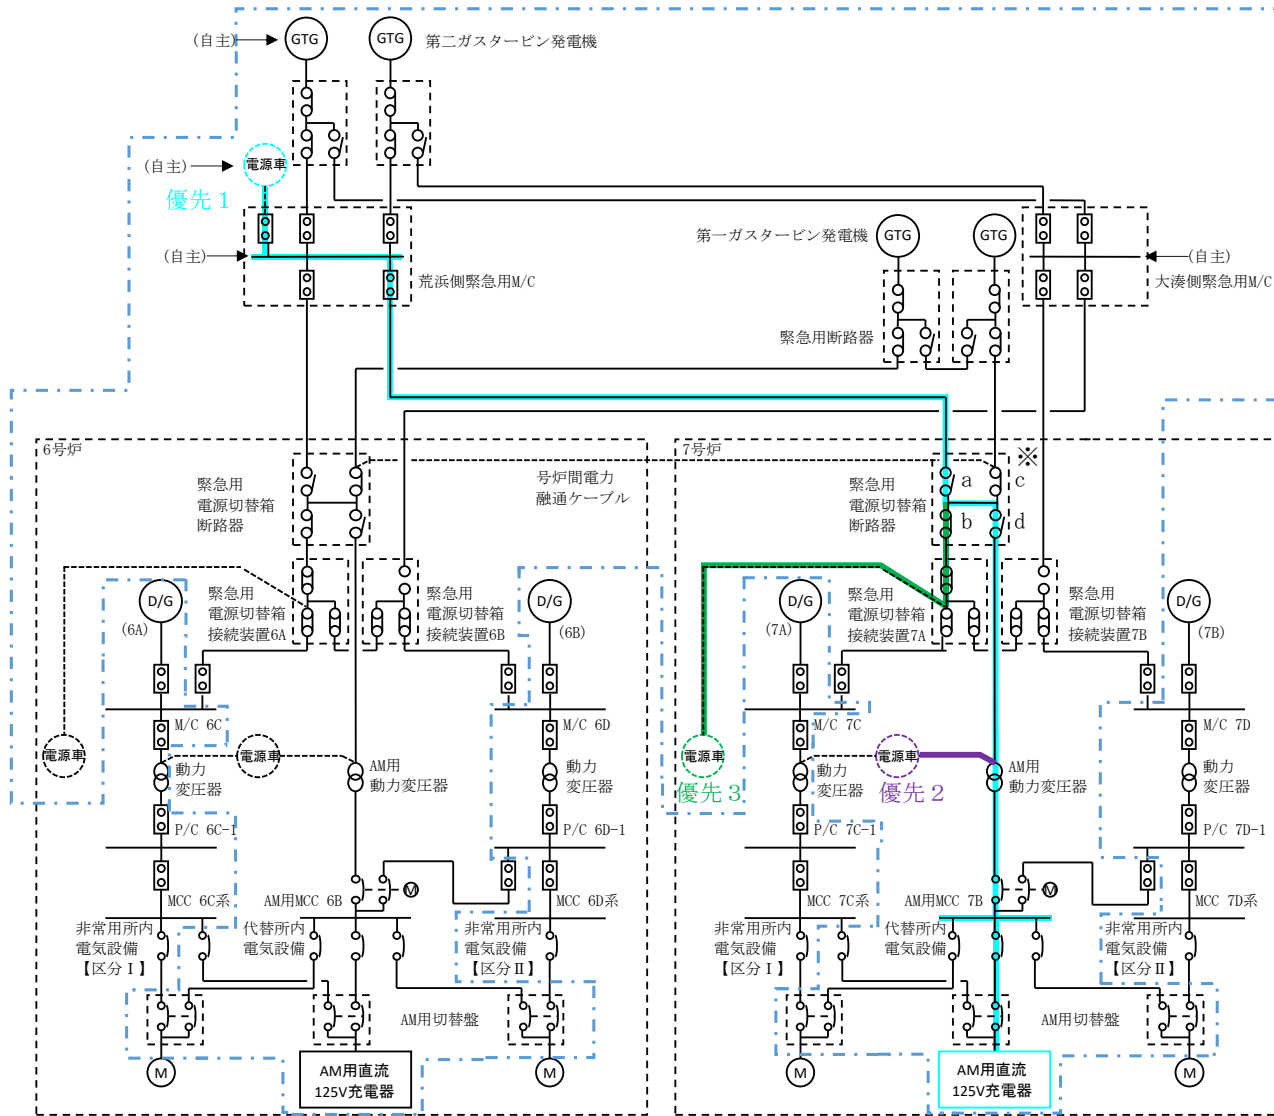 (自主)
GTG
GTG
第二ガスタービン発電機
(自主)
電源車
優先１
(自主)
荒浜側緊急用M/C
第一ガスタービン発電機
GTG
GTG
(自主)
大湊側緊急用M/C
緊急用断路器
6号炉
緊急用
電源切替箱
断路器
号炉間電力
融通ケーブル
D/G
(6A)
緊急用
電源切替箱
接続装置6A
緊急用
電源切替箱
接続装置6B
D/G
(6B)
M/C 6C
M/C 6D
電源車
電源車
動力
変圧器
AM用
動力変圧器
動力
変圧器
P/C 6C-1
P/C 6D-1
MCC 6C系
AM用MCC 6B
M
MCC 6D系
非常用所内
電気設備
【区分Ⅰ】
代替所内
電気設備
非常用所内
電気設備
【区分Ⅱ】
AM用切替盤
M
AM用直流
125V充電器
M
7号炉
緊急用
電源切替箱
断路器
a
b
c
d
※
D/G
(7A)
緊急用
電源切替箱
接続装置7A
緊急用
電源切替箱
接続装置7B
D/G
(7B)
M/C 7C
M/C 7D
電源車
優先３
電源車
優先２
動力
変圧器
AM用
動力変圧器
動力
変圧器
P/C 7C-1
P/C 7D-1
MCC 7C系
AM用MCC 7B
M
MCC 7D系
非常用所内
電気設備
【区分Ⅰ】
代替所内
電気設備
非常用所内
電気設備
【区分Ⅱ】
AM用切替盤
M
AM用直流
125V充電器
M